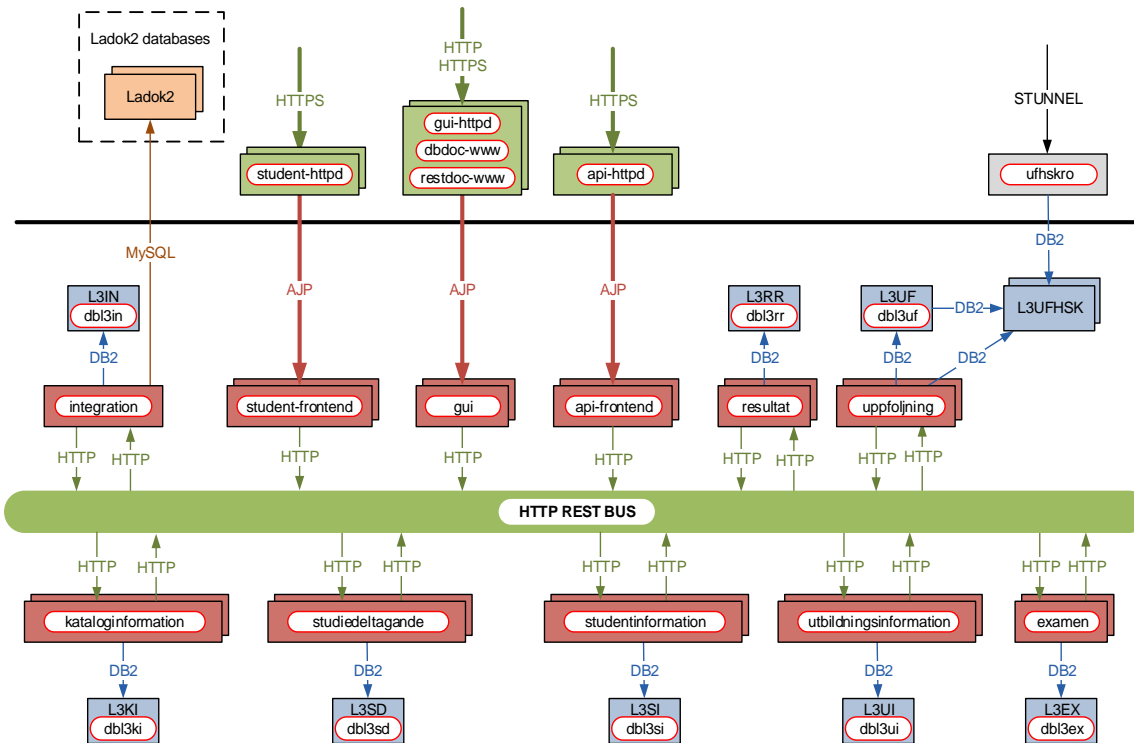 Ladok2 databases
Ladok2
HTTP
HTTPS
HTTPS
HTTPS
STUNNEL
gui-httpd
dbdoc-www
restdoc-www
student-httpd
api-httpd
ufhskro
MySQL
DB2
AJP
AJP
AJP
L3IN
dbl3in
L3RR
dbl3rr
L3UF
dbl3uf
DB2
L3UFHSK
DB2
DB2
DB2
DB2
integration
student-frontend
gui
api-frontend
resultat
uppfoljning
HTTP
HTTP
HTTP
HTTP
HTTP
HTTP
HTTP
HTTP
HTTP
HTTP REST BUS
HTTP
HTTP
HTTP
HTTP
HTTP
HTTP
HTTP
HTTP
HTTP
HTTP
kataloginformation
studiedeltagande
studentinformation
utbildningsinformation
examen
DB2
DB2
DB2
DB2
DB2
L3KI
dbl3ki
L3SD
dbl3sd
L3SI
dbl3si
L3UI
dbl3ui
L3EX
dbl3ex